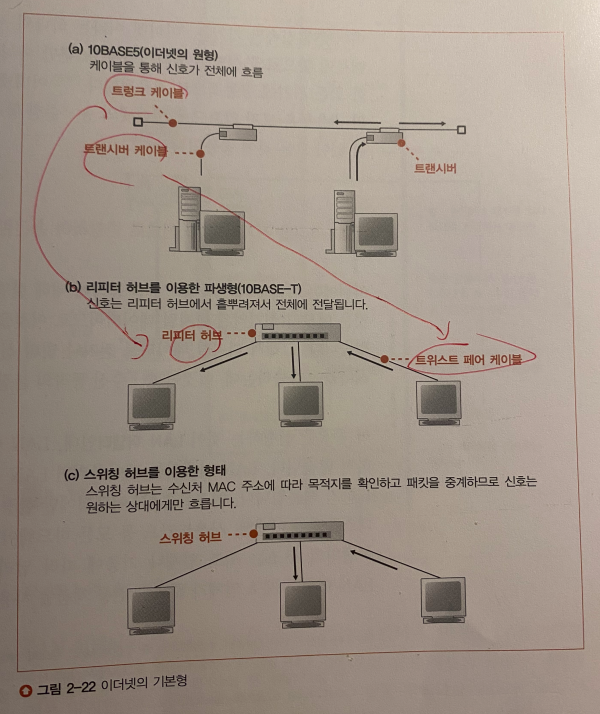 (a) 10BASE5(이더넷의 원형)
케이블을 통해 신호가 전체에 흐름
트렁크 케이블
트랜시버 케이블
트랜시버
(b) 리피터 허브를 이용한 파생형(10BASE-T)
신호는 리피터 허브에서 흩뿌려져서 전체에 전달됩니다.
리피터 허브
트위스트 페어 케이블
(c) 스위칭 허브를 이용한 형태
스위칭 허브는 수신처 MAC 주소에 따라 목적지를 확인하고 패킷을 중계하므로 신호는
원하는 상대에게만 흐릅니다.
스위칭 허브
그림 2-22 이더넷의 기본형